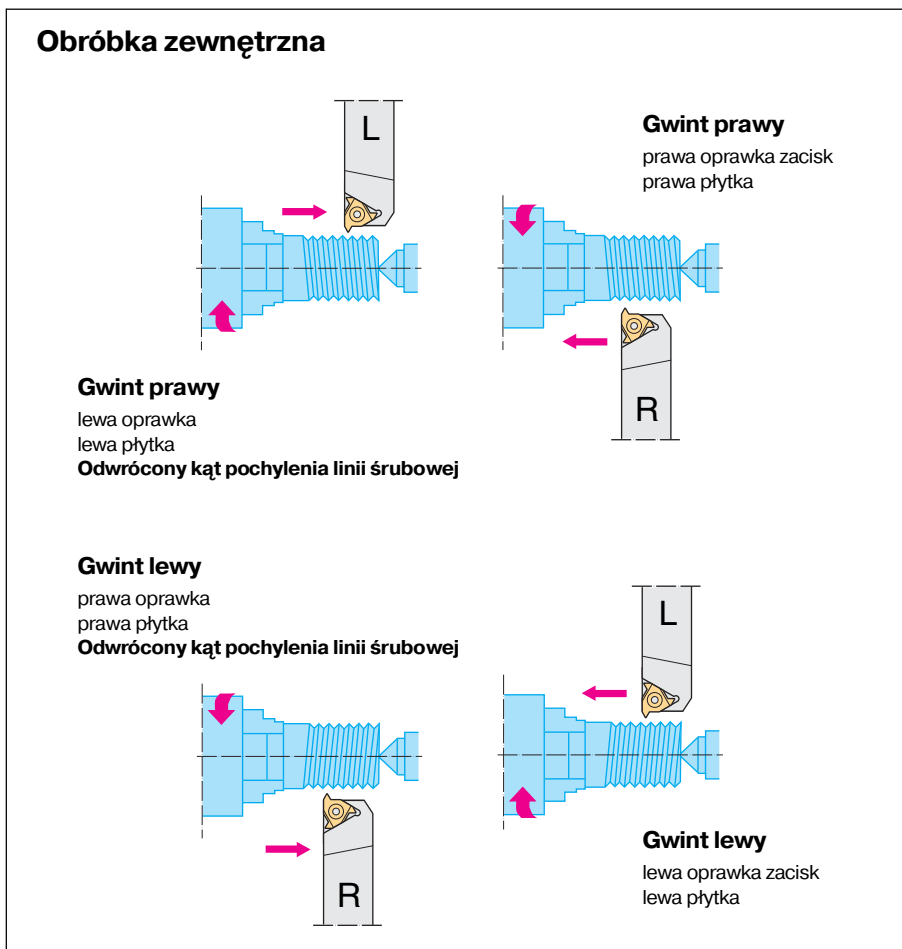 Obróbka zewnętrzna
L
Gwint prawy
prawa oprawka zacisk
prawa płytka
Gwint prawy
lewa oprawka
lewa płytka
Odwrócony kąt pochylenia linii śrubowej
R
Gwint lewy
prawa oprawka
prawa płytka
Odwrócony kąt pochylenia linii śrubowej
L
R
Gwint lewy
lewa oprawka zacisk
lewa płytka